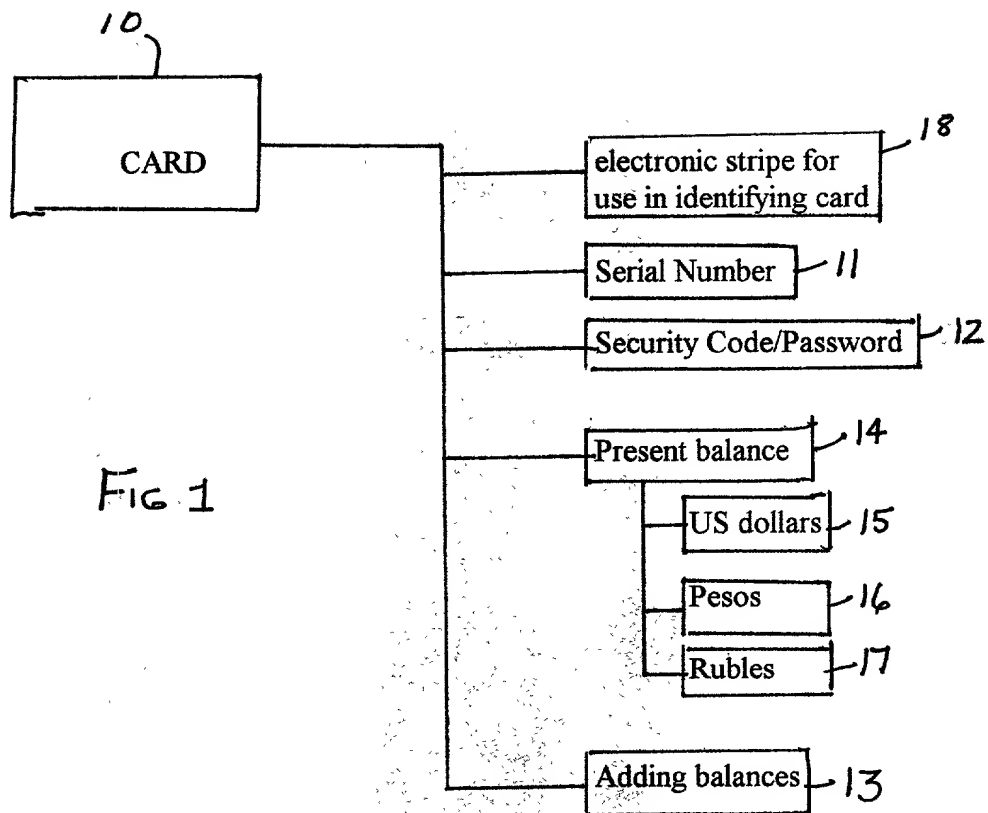 10
CARD
18
electronic stripe for
use in identifying card
Serial Number
11
Security Code/Password
12
Present balance
14
US dollars
15
Pesos
16
Rubles
17
Adding balances
13
FIG 1